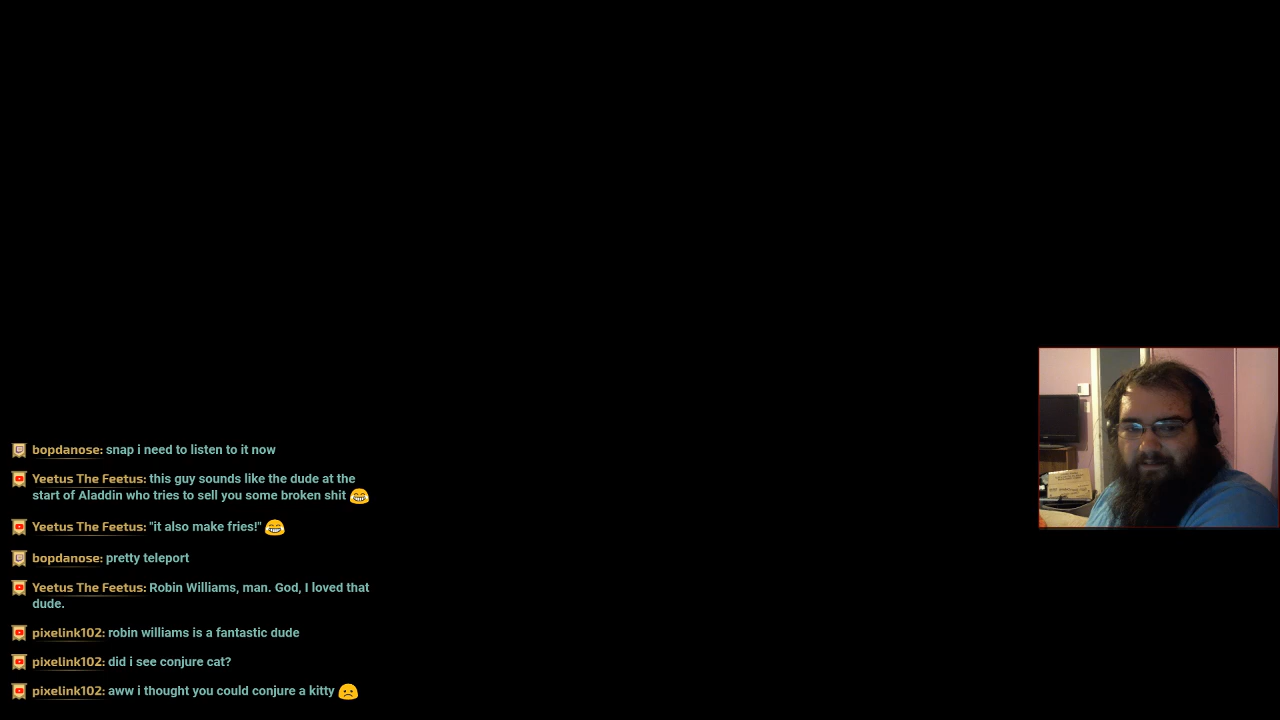 bopdanose: snap i need to listen to it now
Yeetus The Feetus: this guy sounds like the dude at the
start of Aladdin who tries to sell you some broken shit 😂
Yeetus The Feetus: "it also make fries!" 😂
bopdanose: pretty teleport
Yeetus The Feetus: Robin Williams, man. God, I loved that
dude.
pixelink102: robin williams is a fantastic dude
pixelink102: did i see conjure cat?
pixelink102: aww i thought you could conjure a kitty 🙁